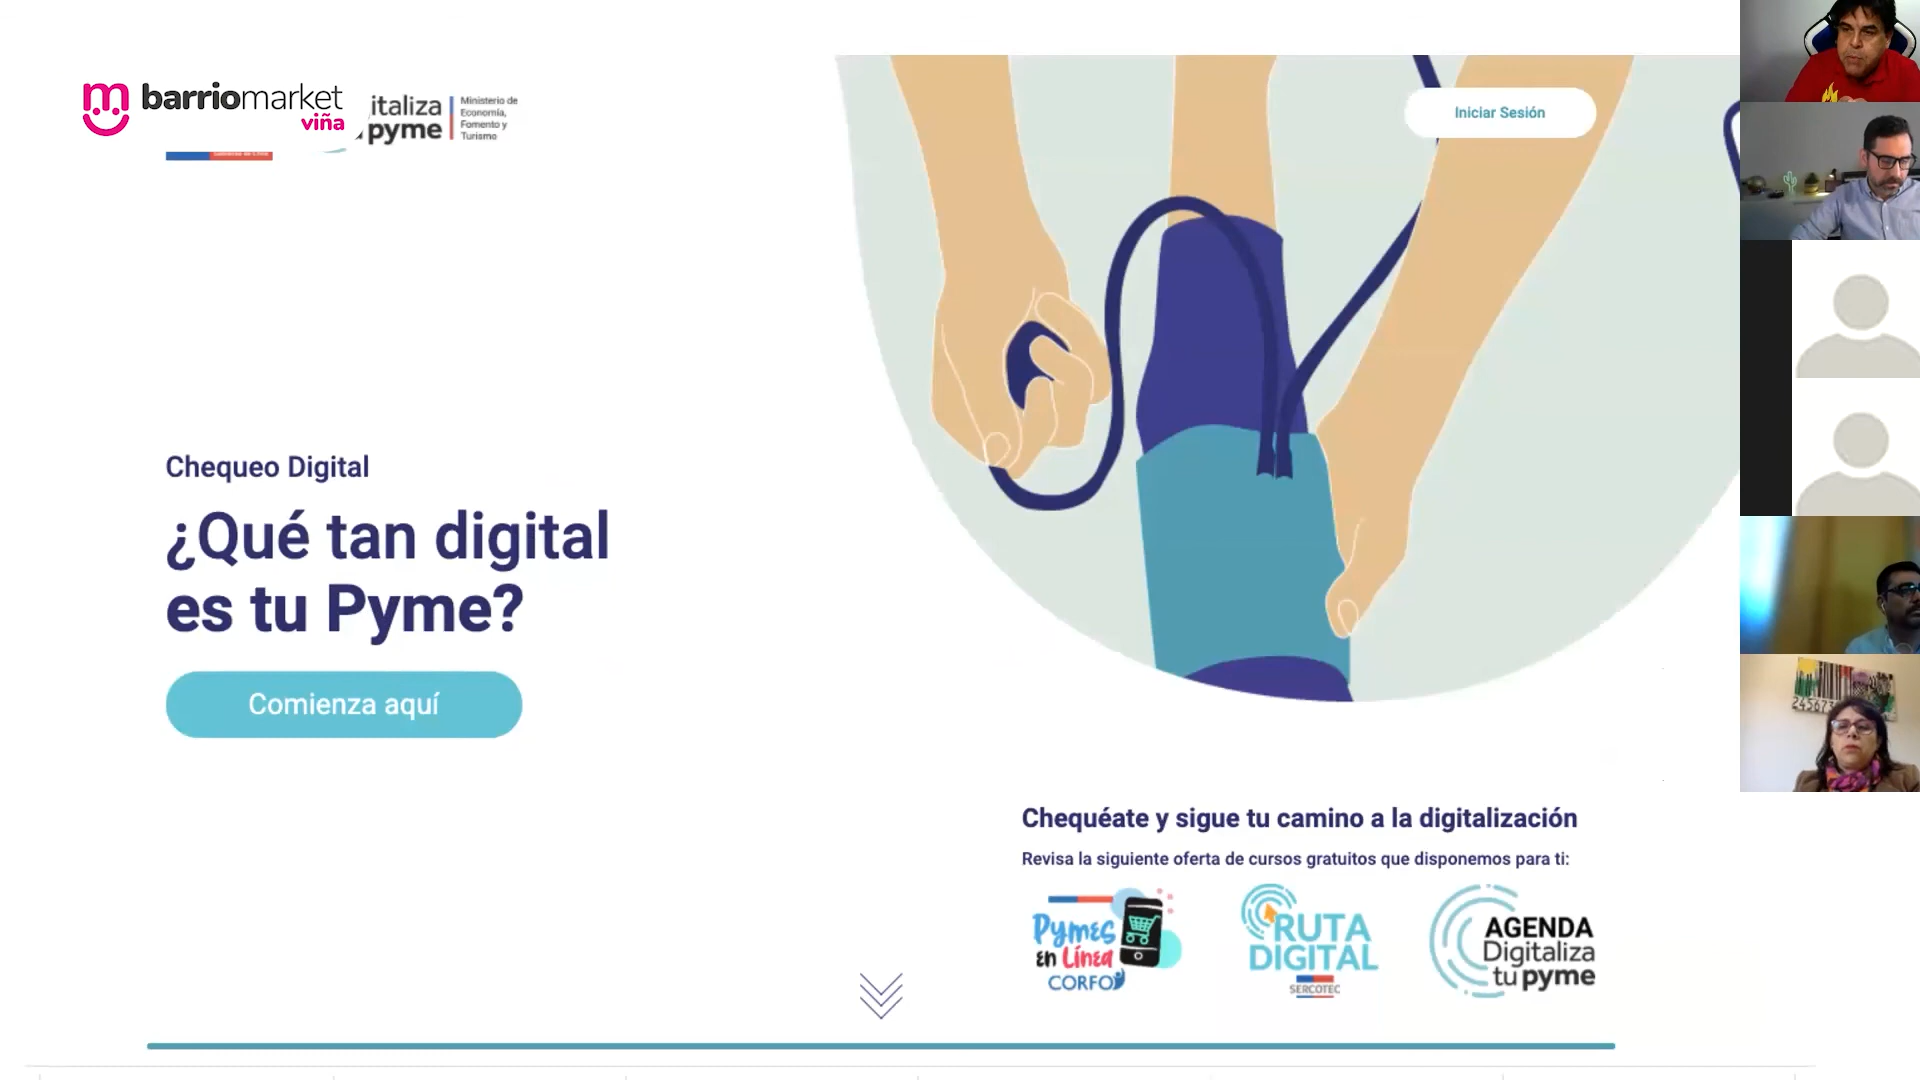 barriomarket
viña
italiza
pyme
Ministerio de
Economía,
Fomento y
Turismo
Iniciar Sesión
Chequeo Digital
¿Qué tan digital
es tu Pyme?
Comienza aquí
Chequéate y sigue tu camino a la digitalización
Revisa la siguiente oferta de cursos gratuitos que disponemos para ti:
Pymes
en Línea
CORFO
RUTA
DIGITAL
SERCOTEC
AGENDA
Digitaliza
tu pyme